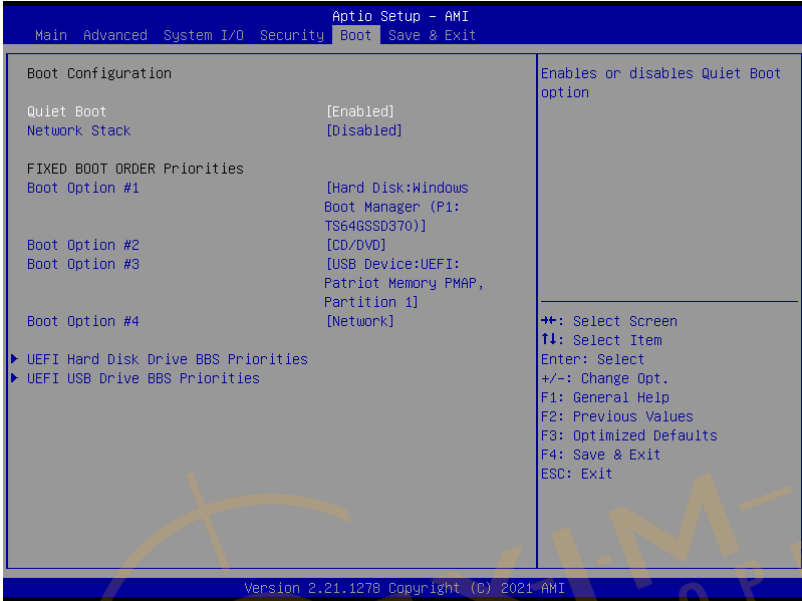 Aptio Setup – AMI
Main Advanced System I/O Security Boot Save & Exit
Boot Configuration
Quiet Boot [Enabled]
Network Stack [Disabled]
FIXED BOOT ORDER Priorities
Boot Option #1 [Hard Disk:Windows
Boot Manager (P1:
TS64GSSD370)]
Boot Option #2 [CD/DVD]
Boot Option #3 [USB Device:UEFI:
Patriot Memory PMAP,
Partition 1]
Boot Option #4 [Network]
UEFI Hard Disk Drive BBS Priorities
UEFI USB Drive BBS Priorities
Enables or disables Quiet Boot
option
→←: Select Screen
↑↓: Select Item
Enter: Select
+/-: Change Opt.
F1: General Help
F2: Previous Values
F3: Optimized Defaults
F4: Save & Exit
ESC: Exit
Version 2.21.1278 Copyright (C) 2021 AMI